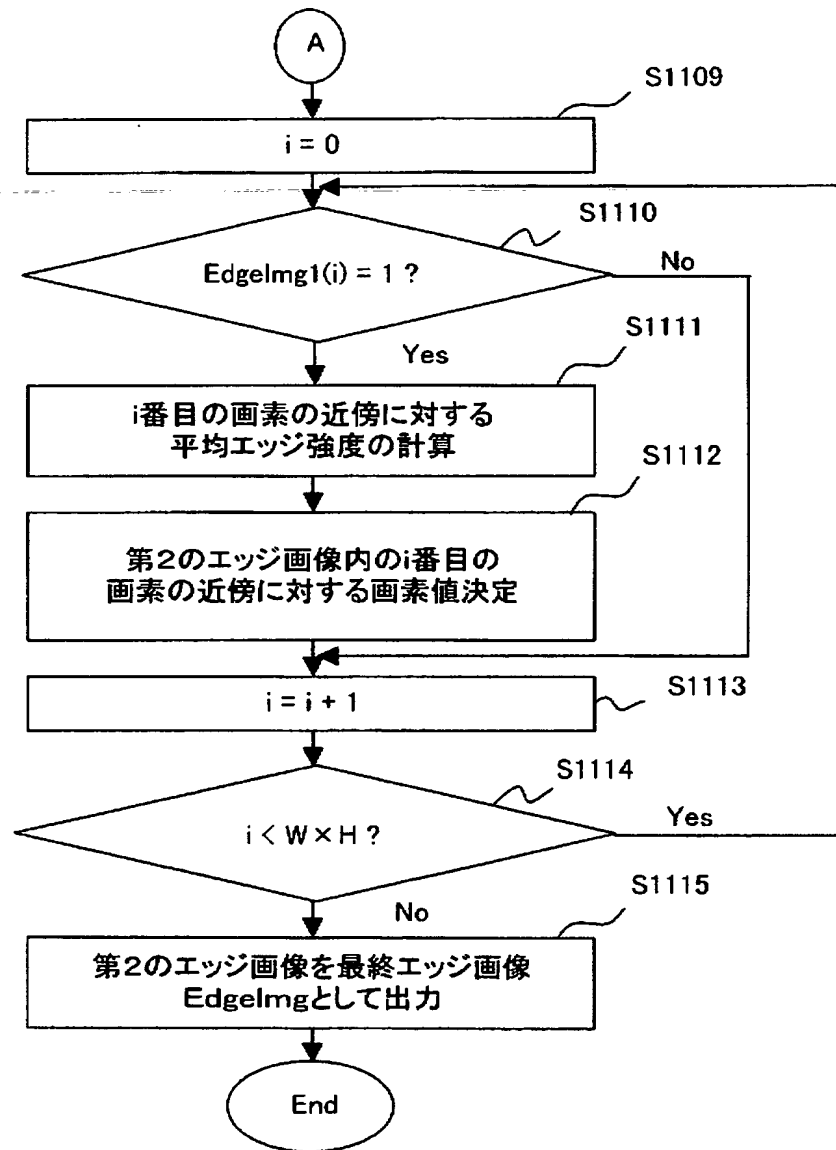 A
S1109
i = 0
S1110
EdgeImg1(i) = 1 ?
No
Yes
S1111
i番目の画素の近傍に対する
平均エッジ強度の計算
S1112
第2のエッジ画像内のi番目の
画素の近傍に対する画素値決定
S1113
i = i + 1
S1114
i < W × H ?
Yes
No
S1115
第2のエッジ画像を最終エッジ画像
EdgeImgとして出力
End